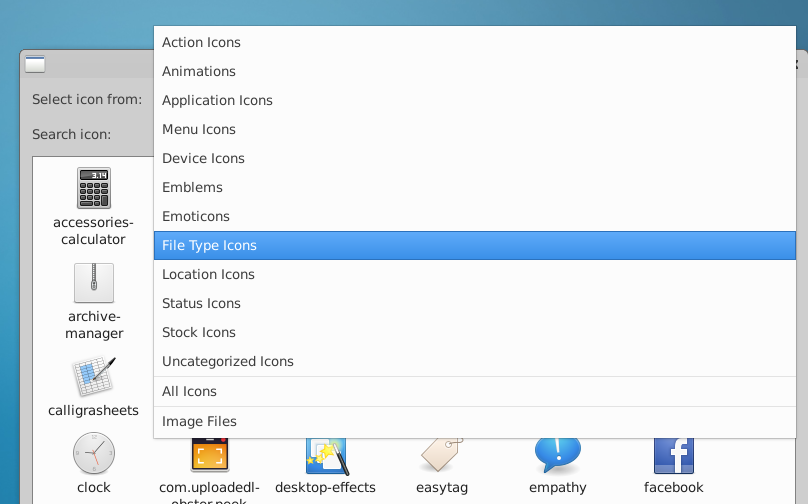 Action Icons
Animations
Select icon from:
Application Icons
Search icon:
Menu Icons
Device Icons
3.14
accessories-
calculator
Emblems
Emoticons
File Type Icons
Location Icons
archive-
manager
Status Icons
Stock Icons
Uncategorized Icons
All Icons
calligrasheets
Image Files
clock
com.uploadedl-
obster.peek
desktop-effects
easytag
empathy
facebook